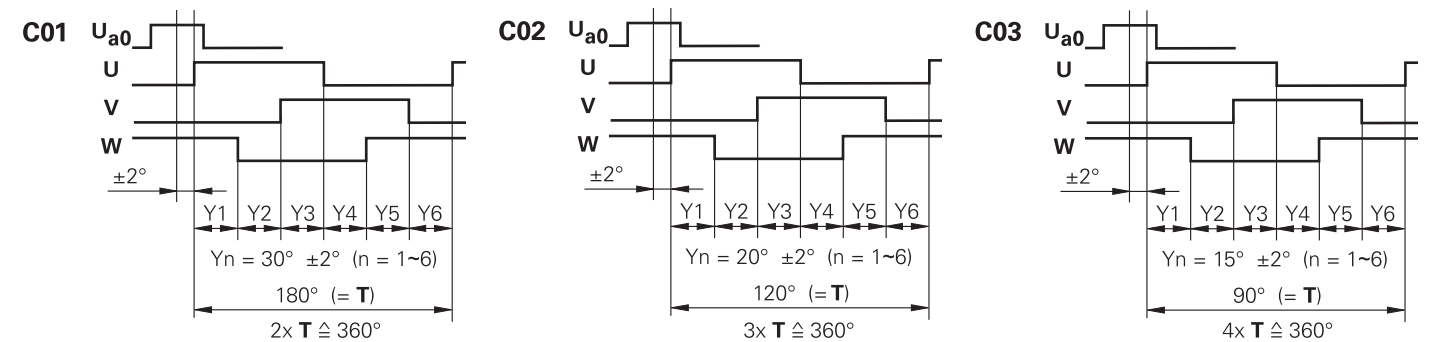 C01 Ua0
U
V
W
±2°
Y1 Y2 Y3 Y4 Y5 Y6
Yn = 30° ±2° (n = 1~6)
180° (= T)
2x T ≙ 360°
C02 Ua0
U
V
W
±2°
Y1 Y2 Y3 Y4 Y5 Y6
Yn = 20° ±2° (n = 1~6)
120° (= T)
3x T ≙ 360°
C03 Ua0
U
V
W
±2°
Y1 Y2 Y3 Y4 Y5 Y6
Yn = 15° ±2° (n = 1~6)
90° (= T)
4x T ≙ 360°